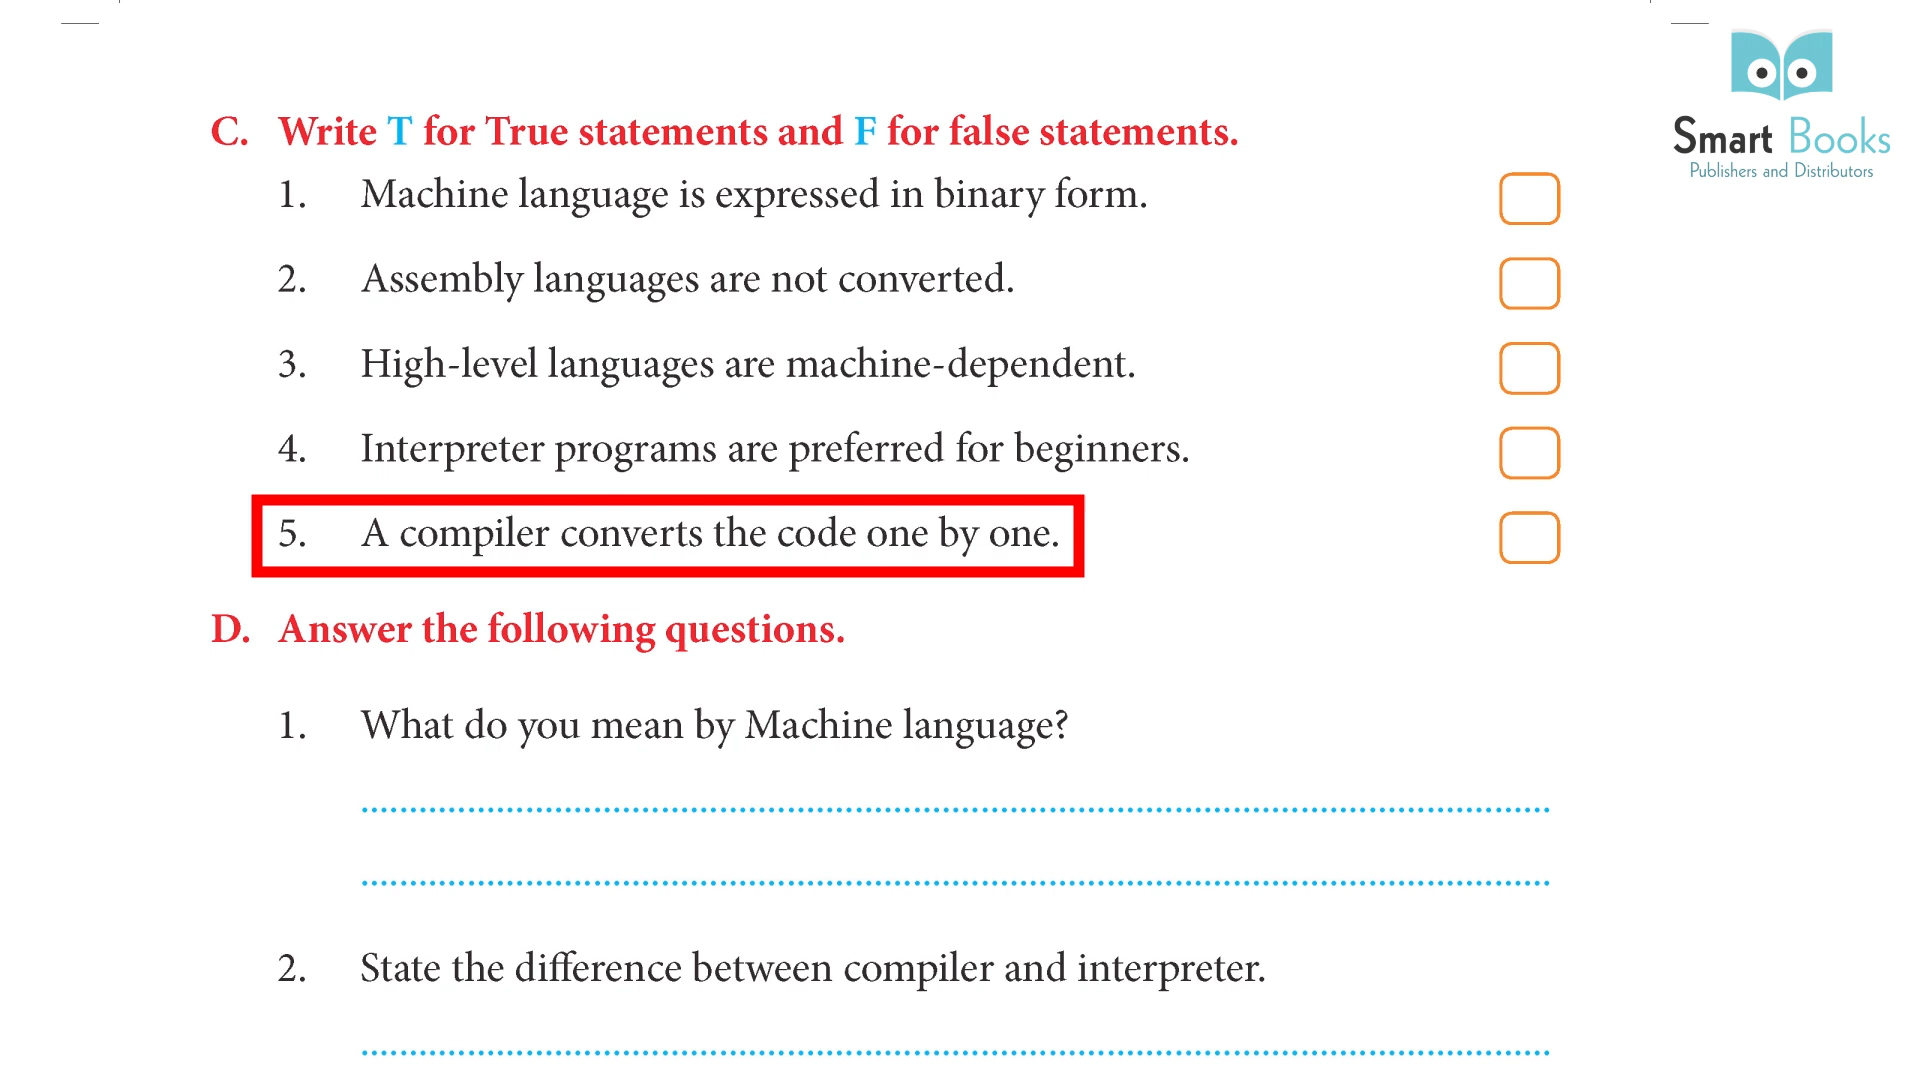 Smart Books
Publishers and Distributors
C. Write T for True statements and F for false statements.
1. Machine language is expressed in binary form.
2. Assembly languages are not converted.
3. High-level languages are machine-dependent.
4. Interpreter programs are preferred for beginners.
5. A compiler converts the code one by one.
D. Answer the following questions.
1. What do you mean by Machine language?
2. State the difference between compiler and interpreter.